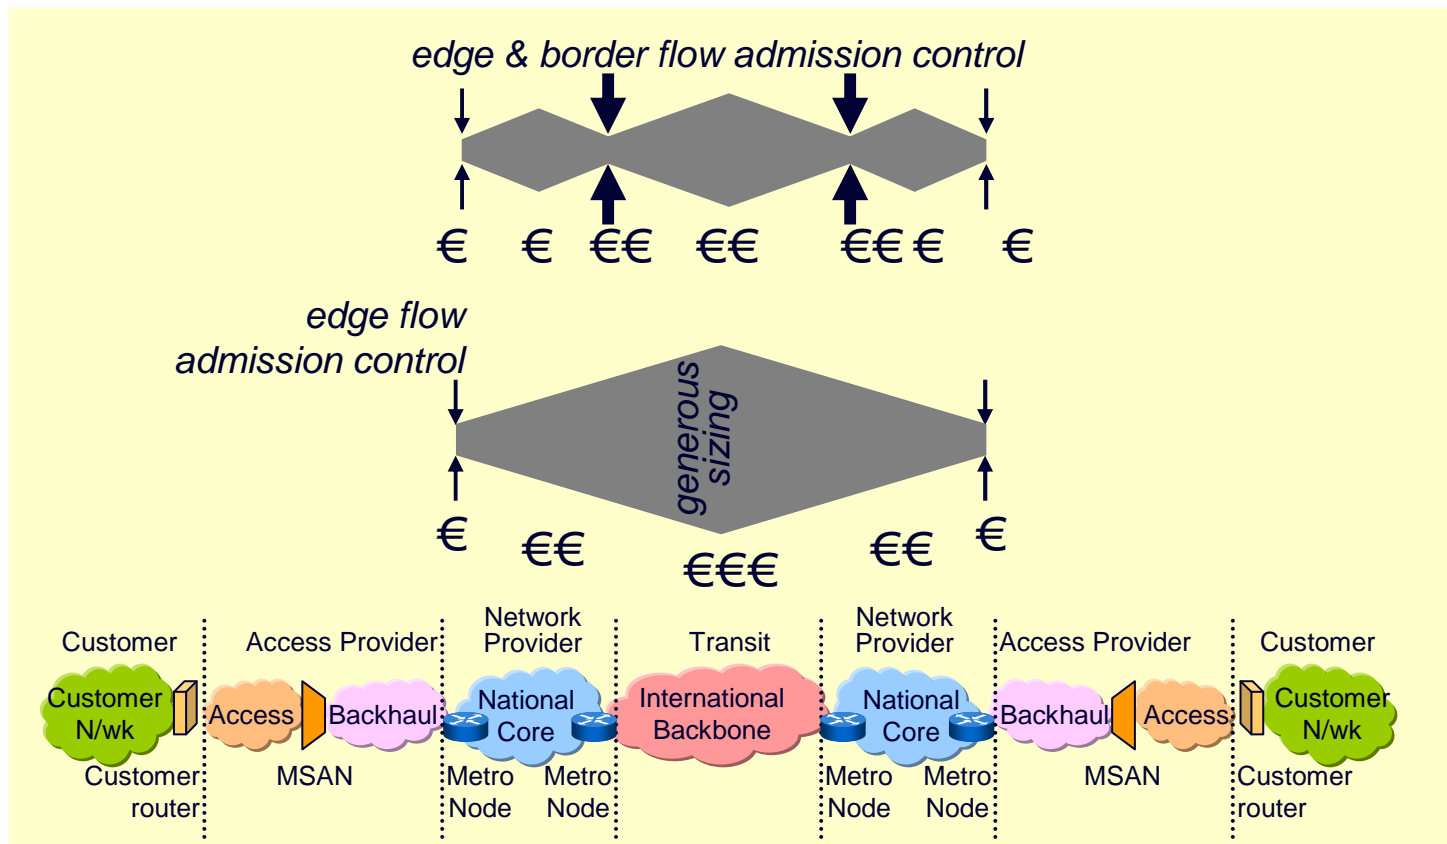 edge & border flow admission control
€ € €€ €€ €€ € €
edge flow
admission control
generous
sizing
€ €€ €€€ €€ €
Customer Access Provider Network Provider Transit Network Provider Access Provider Customer
Customer N/wk Access Backhaul National Core International Backbone National Core Backhaul Access Customer N/wk
Customer router MSAN Metro Node Metro Node Metro Node Metro Node MSAN Customer router